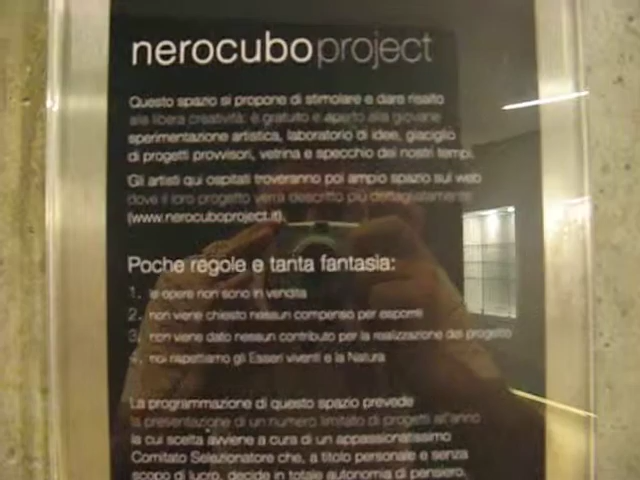 nerocuboproject
Questo spazio si propone di stimolare e dare risalto
alla libera creatività: è gratuito e aperto alla giovane
sperimentazione artistica, laboratorio di idee, giaciglio
di progetti provvisori, vetrina e specchio dei nostri tempi.
Gli artisti qui ospitati troveranno poi ampio spazio sul web
dove il loro progetto verrà descritto più dettagliatamente
(www.nerocuboproject.it).
Poche regole e tanta fantasia:
1. le opere non sono in vendita
2. non viene chiesto nessun compenso per esporre
3. non viene dato nessun contributo per la realizzazione del progetto
4. noi rispettiamo gli Esseri viventi e la Natura
La programmazione di questo spazio prevede
la presentazione di un numero limitato di progetti all'anno
la cui scelta avviene a cura di un appassionatissimo
Comitato Selezionatore che, a titolo personale e senza
scopo di lucro, decide in totale autonomia di pensiero.